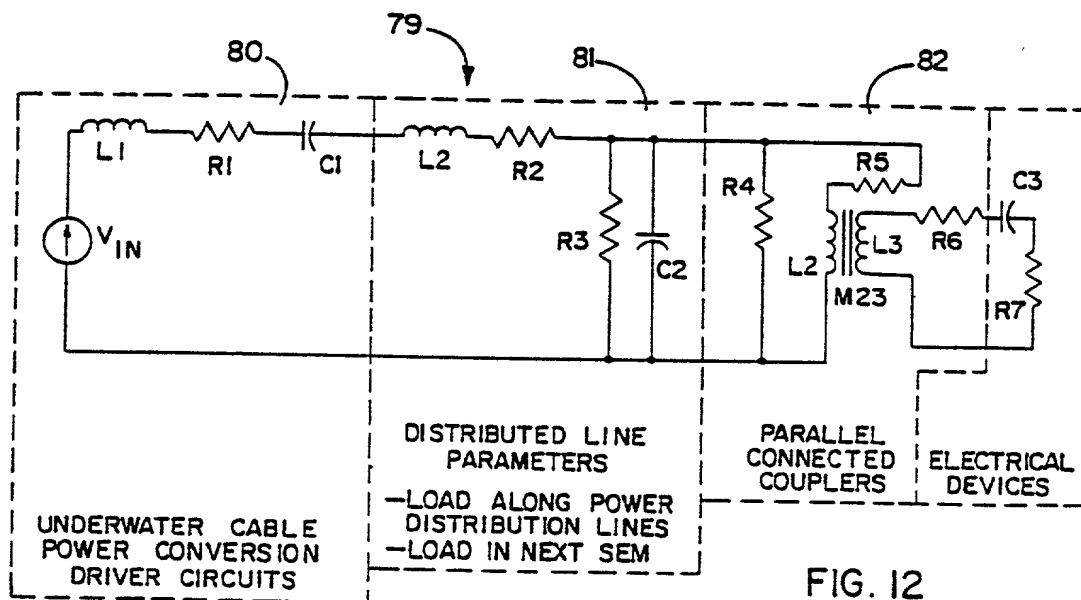 79
80
81
82
L1
R1
C1
L2
R2
R3
C2
R4
R5
L2
L3
M23
R6
C3
R7
VIN
DISTRIBUTED LINE
PARAMETERS
—LOAD ALONG POWER
DISTRIBUTION LINES
—LOAD IN NEXT SEM
PARALLEL
CONNECTED
COUPLERS
ELECTRICAL
DEVICES
UNDERWATER CABLE
POWER CONVERSION
DRIVER CIRCUITS
FIG. 12